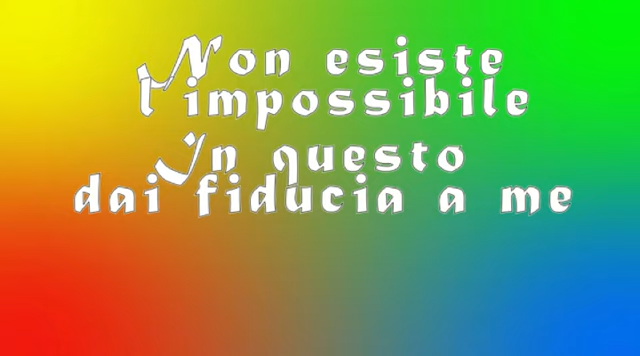 Non esiste
l'impossibile
In questo
dai fiducia a me